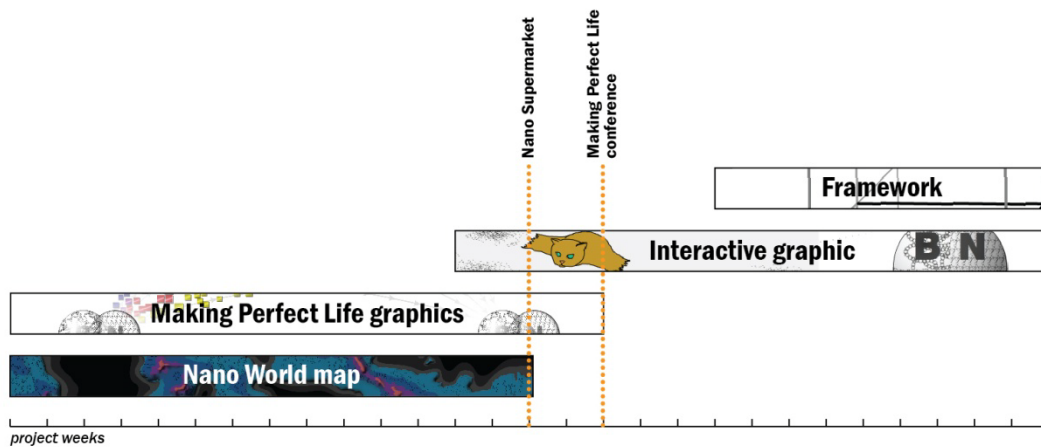 Nano Supermarket
Making Perfect Life
conference
Framework
Interactive graphic
B N
Making Perfect Life graphics
Nano World map
project weeks